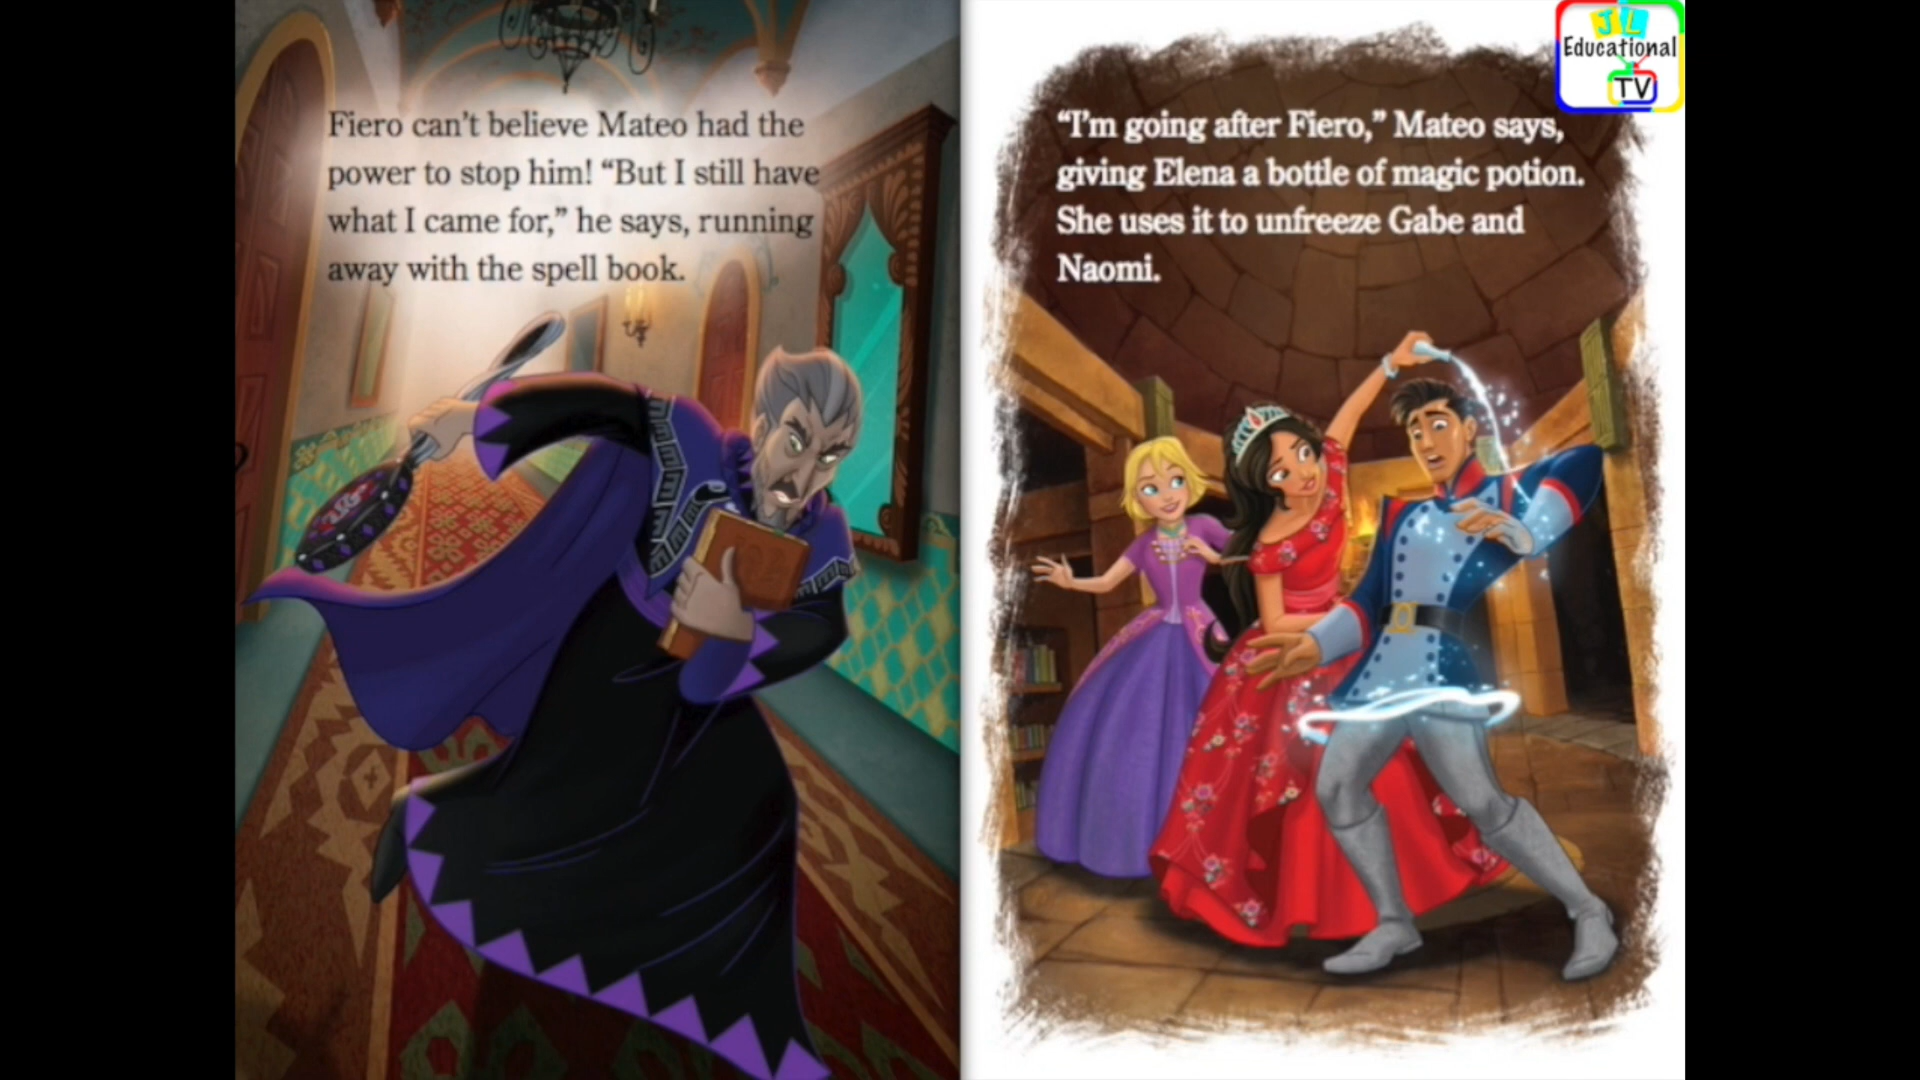 Fiero can’t believe Mateo had the
power to stop him! “But I still have
what I came for,” he says, running
away with the spell book.
“I’m going after Fiero,” Mateo says,
giving Elena a bottle of magic potion.
She uses it to unfreeze Gabe and
Naomi.
JL
Educational
TV